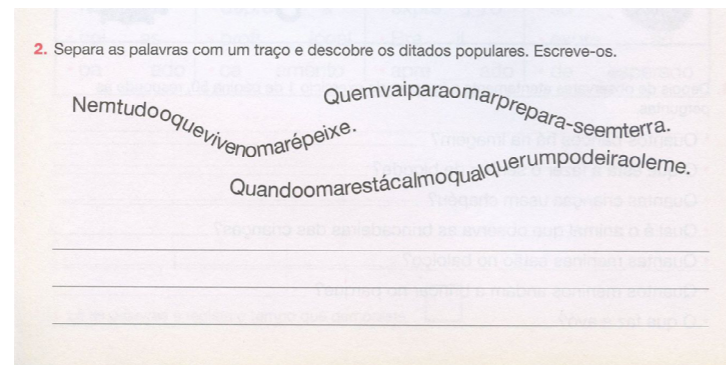 2. Separa as palavras com um traço e descobre os ditados populares. Escreve-os.
Nemtudooquevivenomarépeixe.
Quemvaiparaomarprepara-seemterra.
Quandoomarestácalmoqualquerumpodeiraoleme.